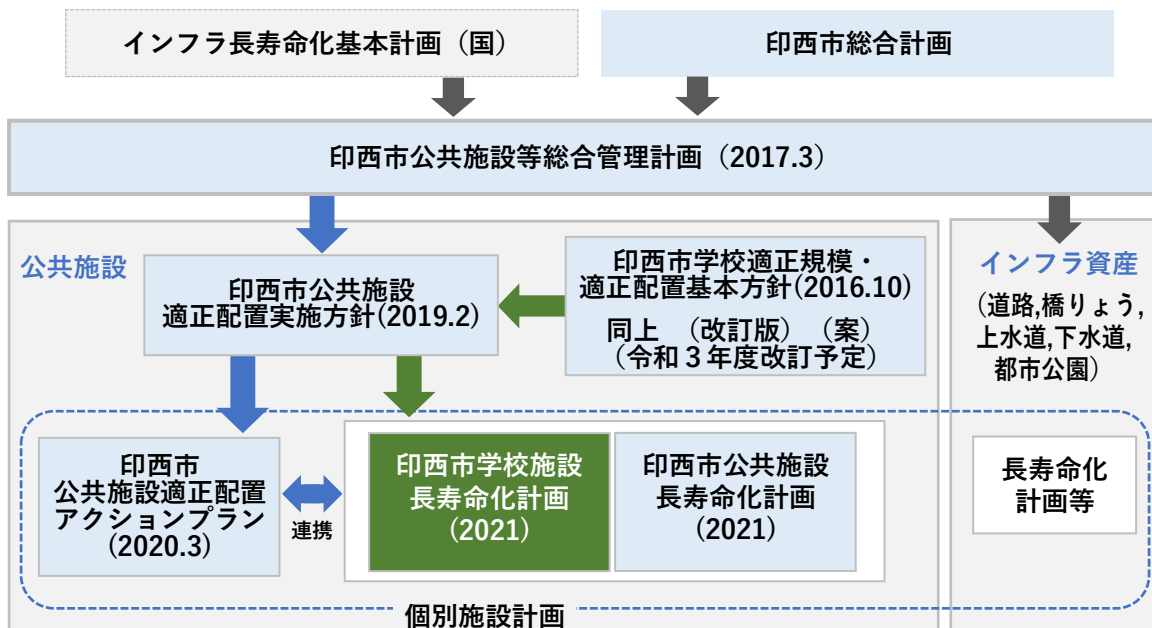 インフラ長寿命化基本計画（国）
印西市総合計画
印西市公共施設等総合管理計画（2017.3）
公共施設
印西市公共施設
適正配置実施方針(2019.2)
印西市学校適正規模・
適正配置基本方針(2016.10)
同上　（改訂版）（案）
（令和３年度改訂予定）
インフラ資産
（道路,橋りょう,
上水道,下水道,
都市公園）
印西市
公共施設適正配置
アクションプラン
(2020.3)
連携
印西市学校施設
長寿命化計画
(2021)
印西市公共施設
長寿命化計画
(2021)
長寿命化
計画等
個別施設計画